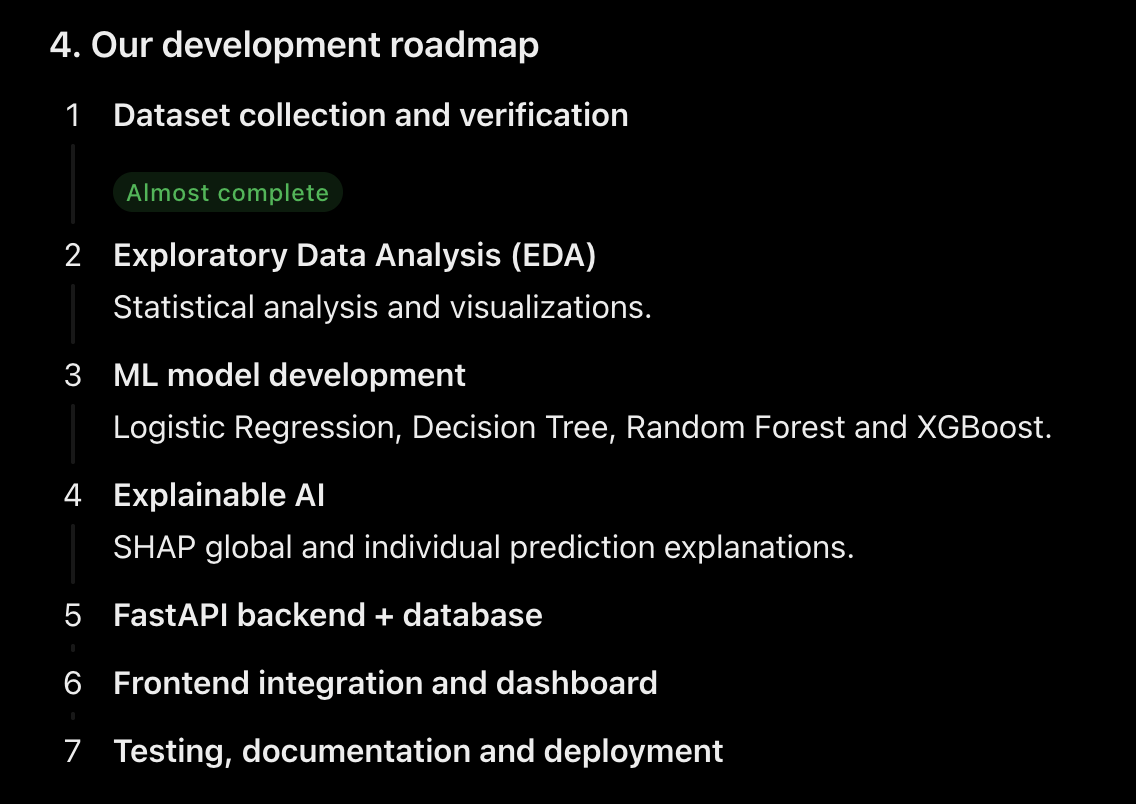 4. Our development roadmap
1 Dataset collection and verification
Almost complete
2 Exploratory Data Analysis (EDA)
Statistical analysis and visualizations.
3 ML model development
Logistic Regression, Decision Tree, Random Forest and XGBoost.
4 Explainable AI
SHAP global and individual prediction explanations.
5 FastAPI backend + database
6 Frontend integration and dashboard
7 Testing, documentation and deployment